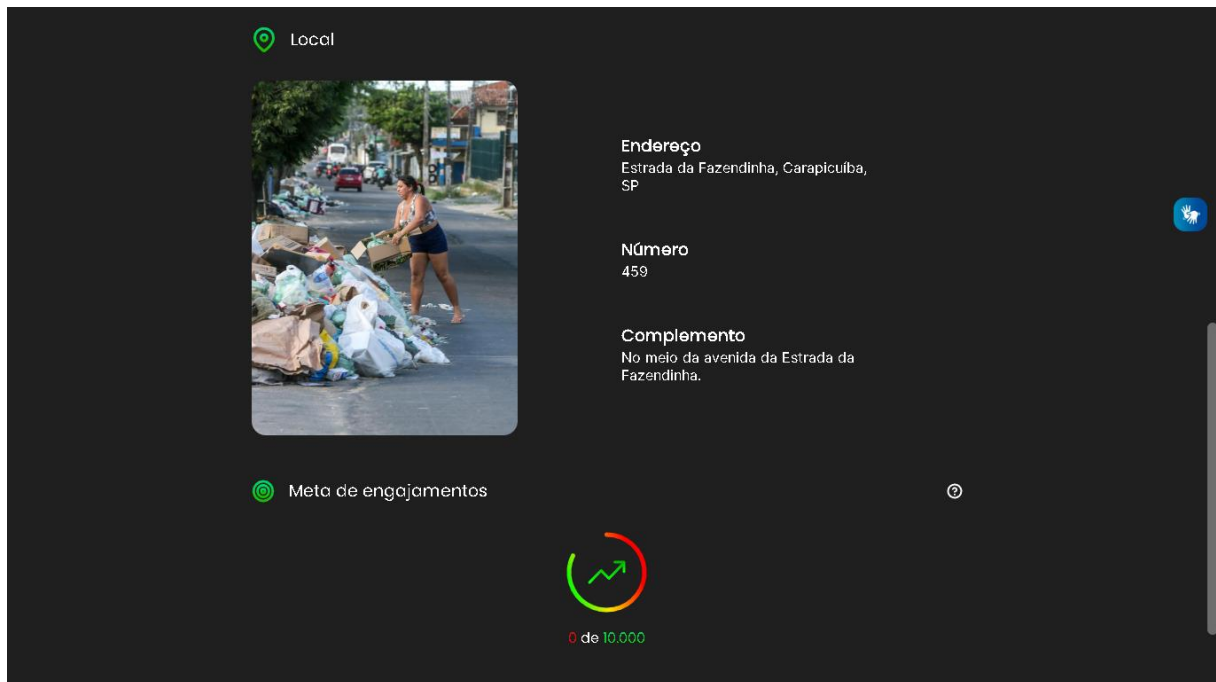 Local
Endereço
Estrada da Fazendinha, Carapicuíba,
SP
Número
459
Complemento
No meio da avenida da Estrada da
Fazendinha.
Meta de engajamentos
0 de 10.000